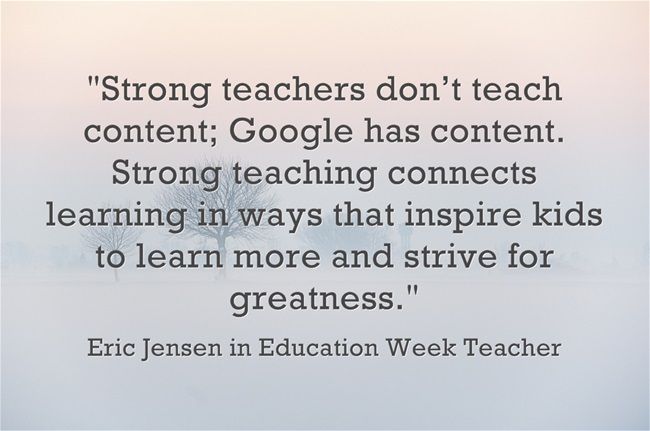 "Strong teachers don’t teach
content; Google has content.
Strong teaching connects
learning in ways that inspire kids
to learn more and strive for
greatness."
Eric Jensen in Education Week Teacher